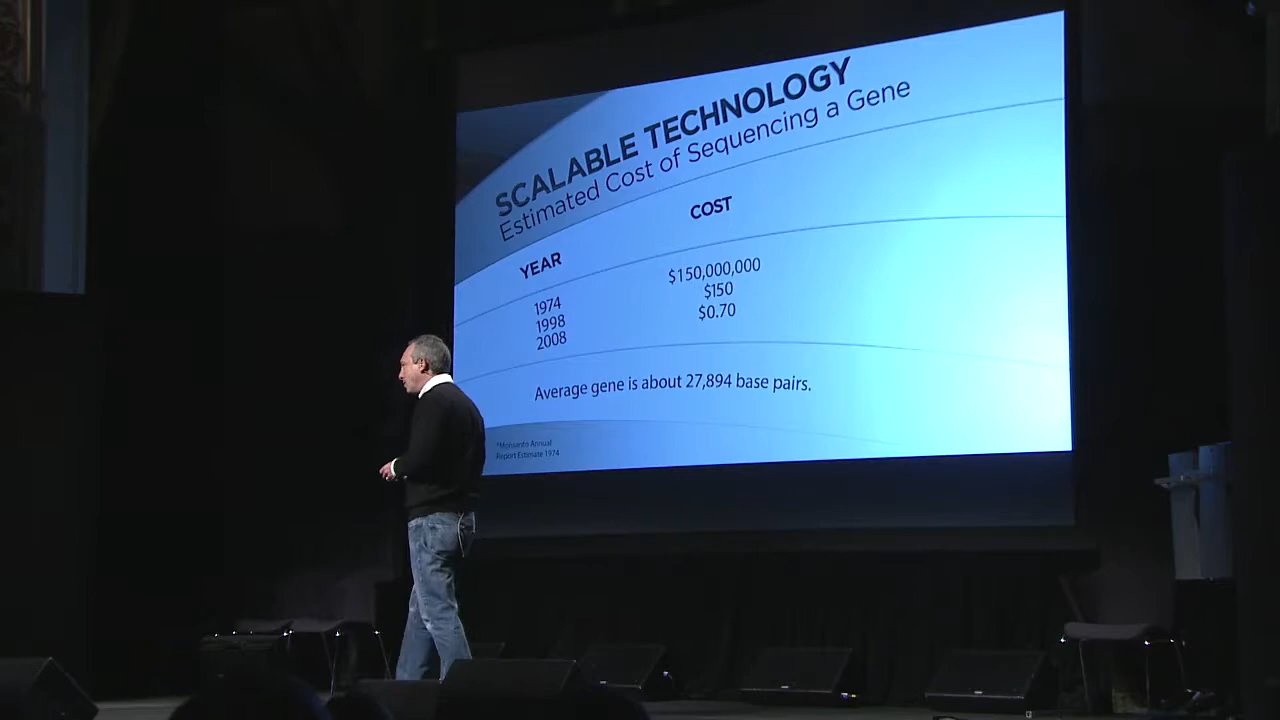 SCALABLE TECHNOLOGY
Estimated Cost of Sequencing a Gene
YEAR COST
1974 $150,000,000
1998 $150
2008 $0.70
Average gene is about 27,894 base pairs.
*Monsanto Annual
Report Estimate 1974